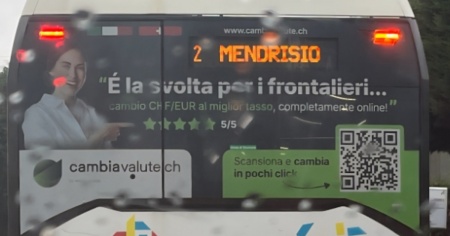 www.cambiavalute.ch
2 MENDRISIO
"É la svolta per i frontalieri...
cambio CHF/EUR al miglior tasso, completamente online!"
5/5
cambiavalute.ch
Scansiona e cambia
in pochi click